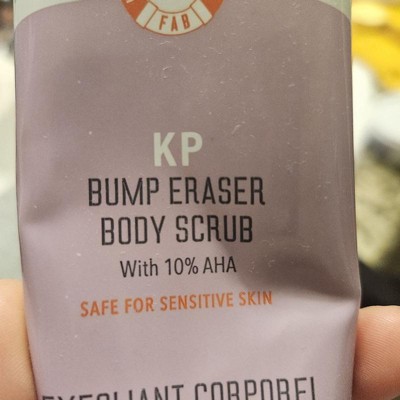 FAB
KP
BUMP ERASER
BODY SCRUB
With 10% AHA
SAFE FOR SENSITIVE SKIN
EXFOLIANT CORPOREL